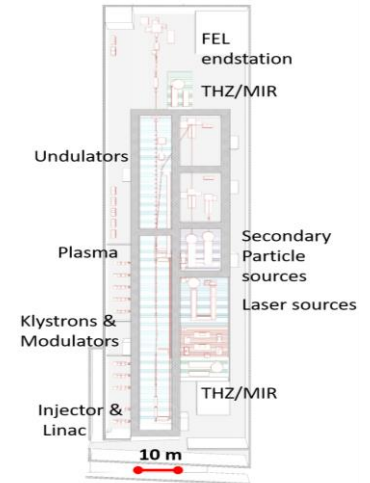 FEL
endstation
THZ/MIR
Undulators
Plasma
Secondary
Particle
sources
Laser sources
Klystrons &
Modulators
THZ/MIR
Injector &
Linac
10 m